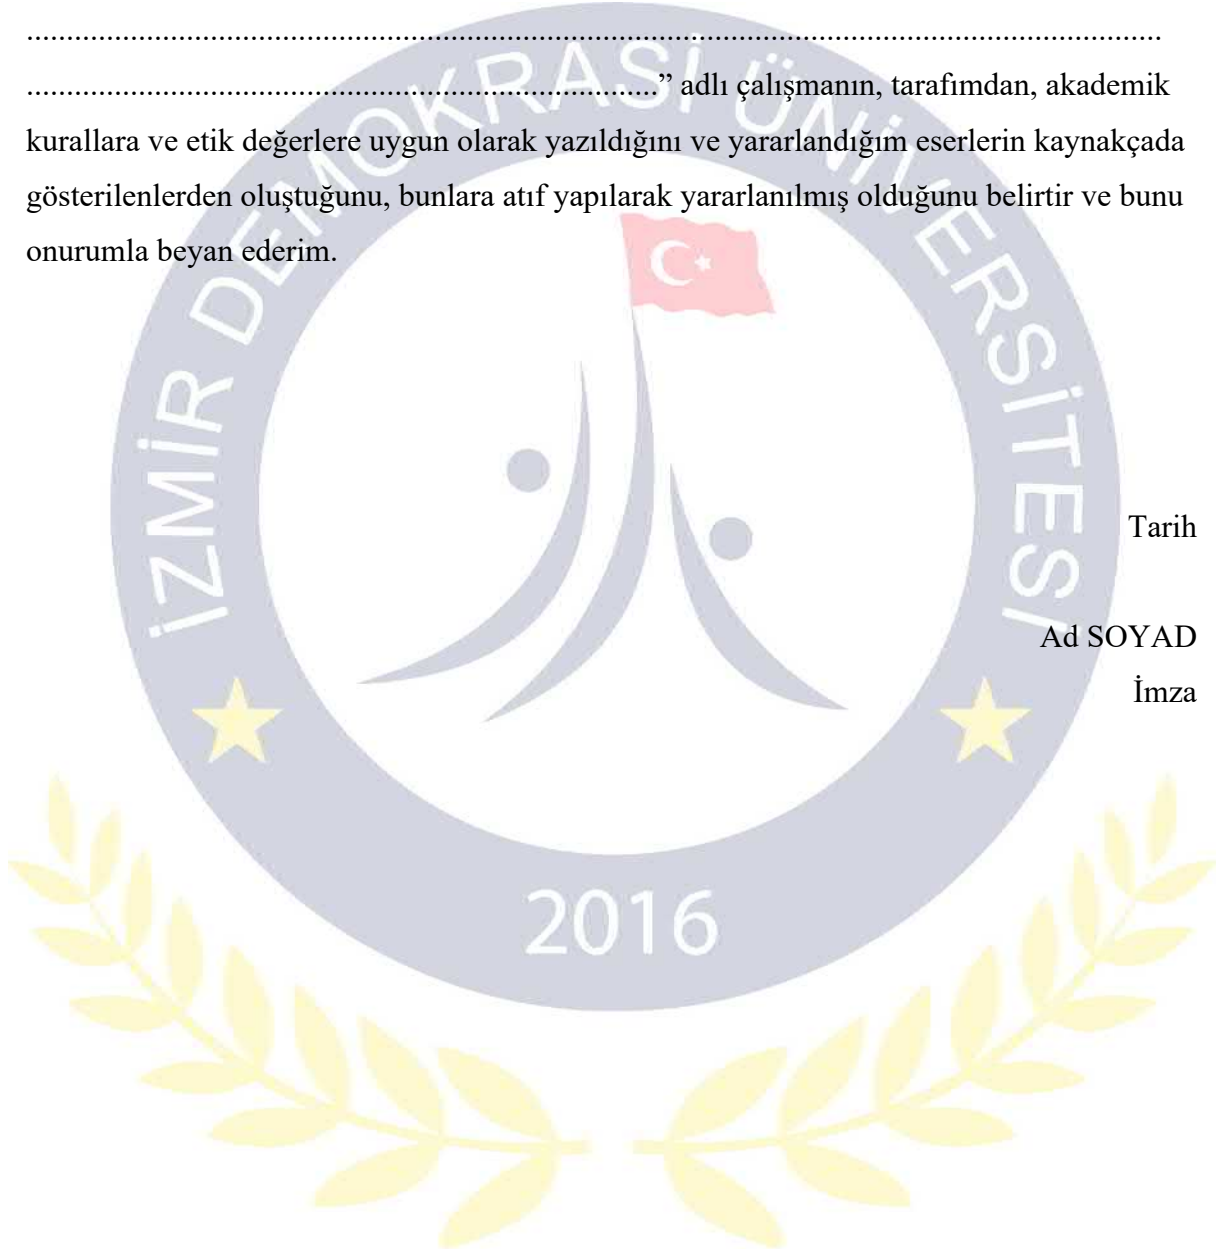 ....................................................................................................................................................
..................................................................................” adlı çalışmanın, tarafımdan, akademik
kurallara ve etik değerlere uygun olarak yazıldığını ve yararlandığım eserlerin kaynakçada
gösterilenlerden oluştuğunu, bunlara atıf yapılarak yararlanılmış olduğunu belirtir ve bunu
onurumla beyan ederim.
İZMİR DEMOKRASİ ÜNİVERSİTESİ
Tarih
Ad SOYAD
İmza
2016